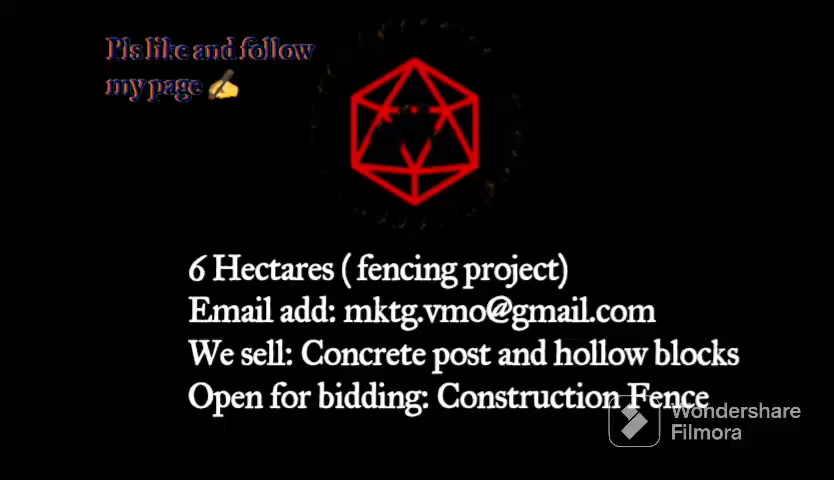 Pls like and follow
my page ✍
6 Hectares ( fencing project)
Email add: mktg.vmo@gmail.com
We sell: Concrete post and hollow blocks
Open for bidding: Construction Fence
Wondershare
Filmora